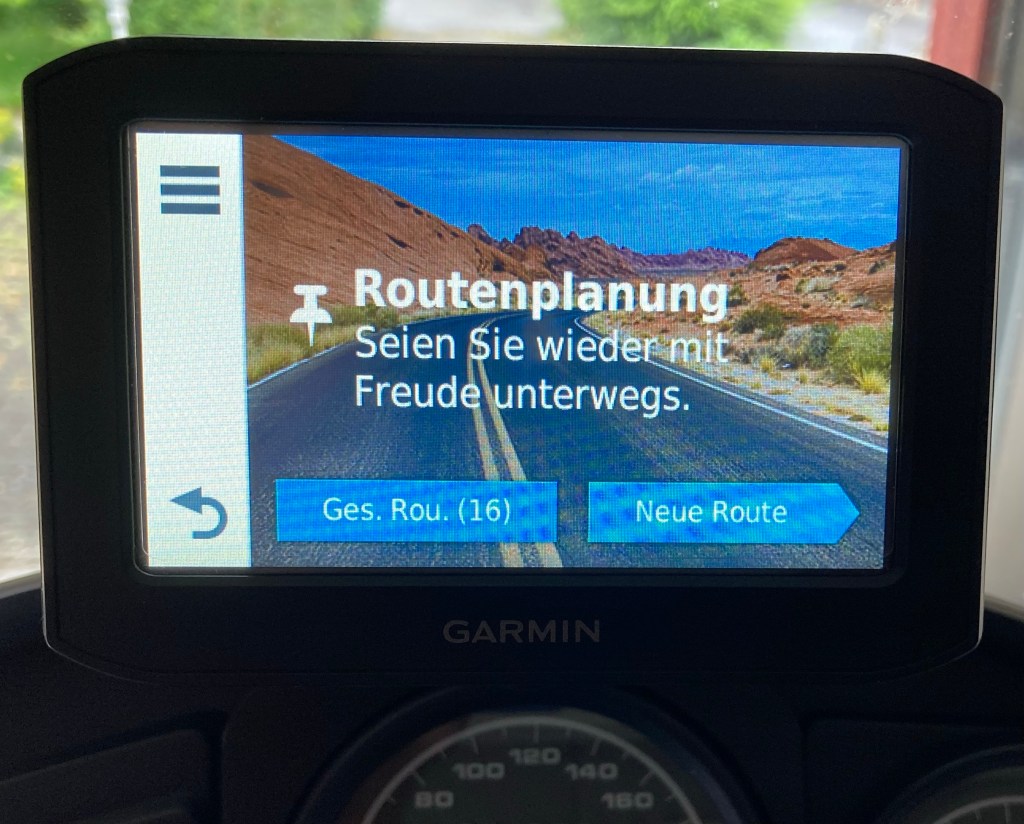 Routenplanung
Seien Sie wieder mit
Freude unterwegs.
Ges. Rou. (16)
Neue Route
GARMIN
80
100
120
140
160